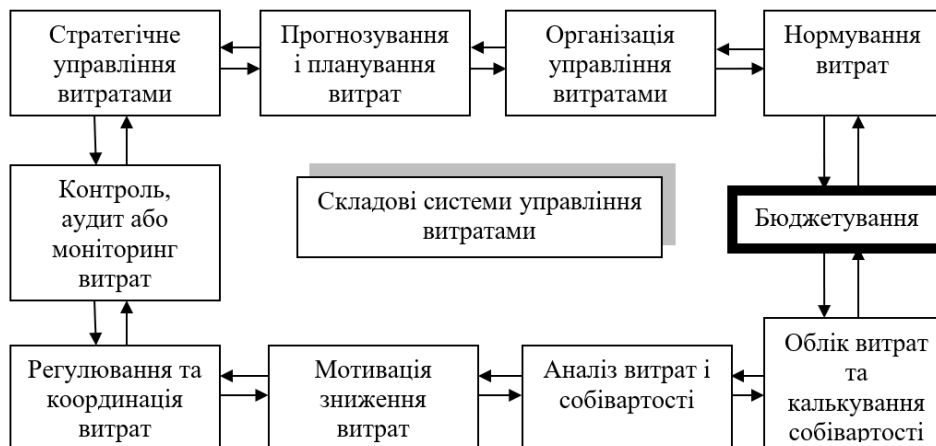 Стратегічне
управління
витратами
Прогнозування
і планування
витрат
Організація
управління
витратами
Нормування
витрат
Контроль,
аудит або
моніторинг
витрат
Складові системи управління
витратами
Бюджетування
Регулювання та
координація
витрат
Мотивація
зниження
витрат
Аналіз витрат і
собівартості
Облік витрат
та
калькування
собівартості